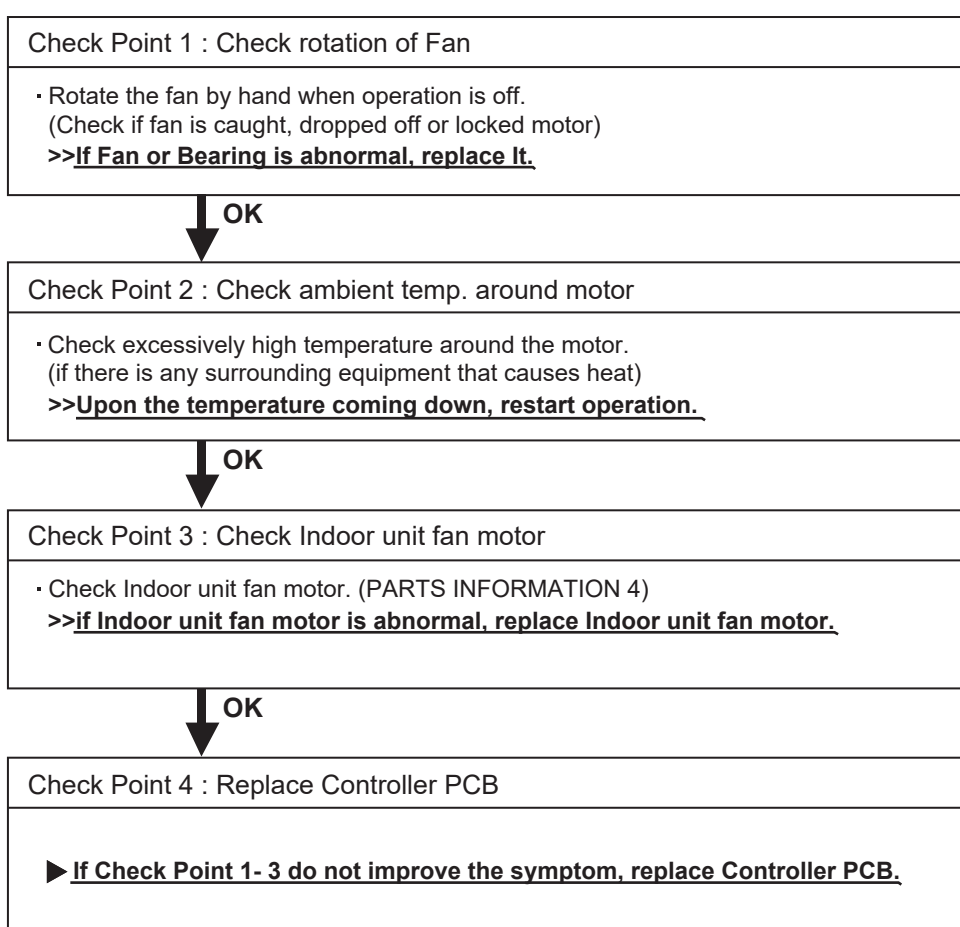 Check Point 1 : Check rotation of Fan
· Rotate the fan by hand when operation is off.
(Check if fan is caught, dropped off or locked motor)
>>If Fan or Bearing is abnormal, replace It.
OK
Check Point 2 : Check ambient temp. around motor
· Check excessively high temperature around the motor.
(if there is any surrounding equipment that causes heat)
>>Upon the temperature coming down, restart operation.
OK
Check Point 3 : Check Indoor unit fan motor
· Check Indoor unit fan motor. (PARTS INFORMATION 4)
>>if Indoor unit fan motor is abnormal, replace Indoor unit fan motor.
OK
Check Point 4 : Replace Controller PCB
▶ If Check Point 1- 3 do not improve the symptom, replace Controller PCB.